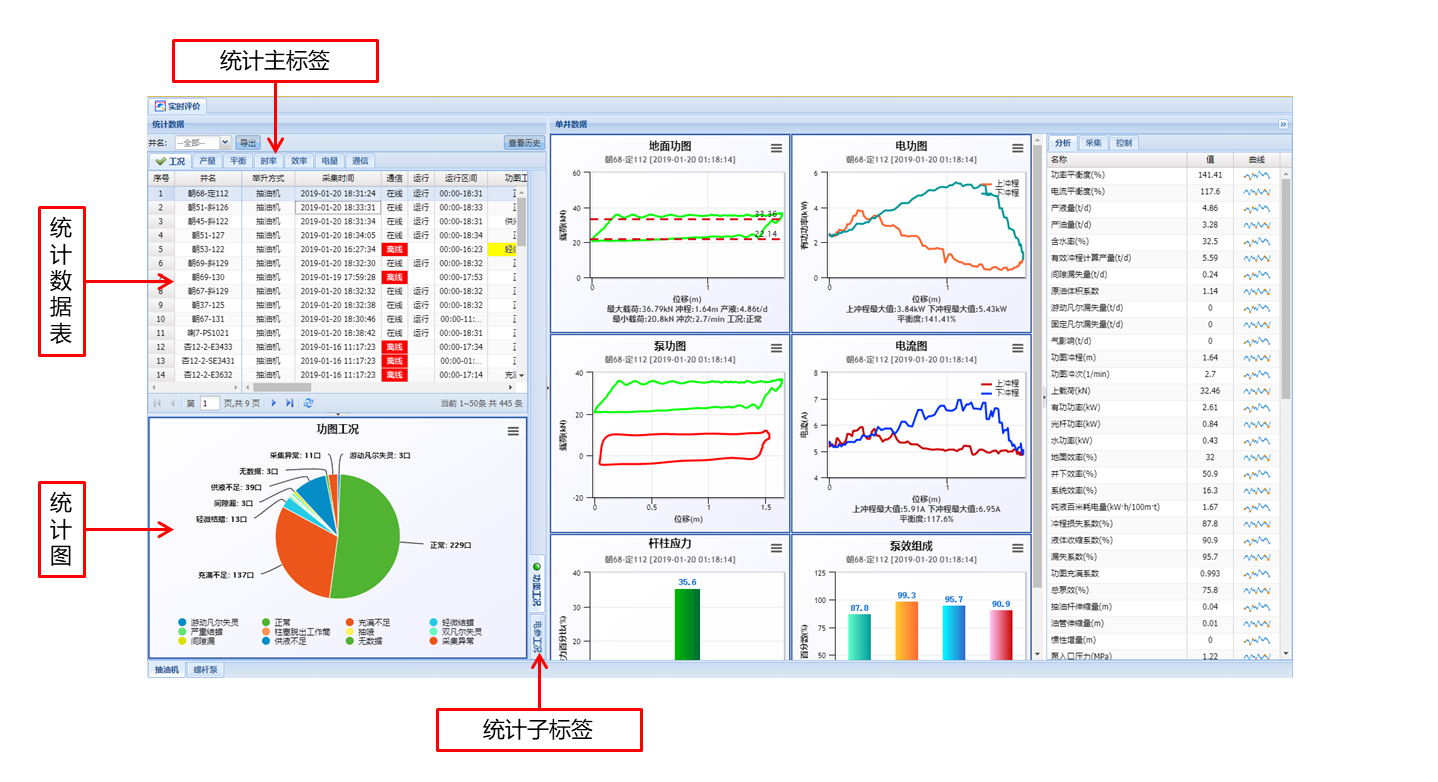 统计主标签
统计数据表
统计图
统计子标签
实时评价
统计数据
井名: --全部-- 导出 查看历史
工况 产量 平衡 时率 效率 电量 通信
序号 井名 举升方式 采集时间 通信 运行 运行区间 功图工
1 朝68-定112 抽油机 2019-01-20 18:31:24 在线 运行 00:00-18:31
2 朝51-斜126 抽油机 2019-01-20 18:33:31 在线 运行 00:00-18:33
3 朝45-斜122 抽油机 2019-01-20 18:31:34 在线 运行 00:00-18:31 供
4 朝51-127 抽油机 2019-01-20 18:34:05 在线 运行 00:00-18:34
5 朝53-122 抽油机 2019-01-20 16:27:34 离线 00:00-16:23 轻
6 朝69-斜129 抽油机 2019-01-20 18:32:30 在线 运行 00:00-18:32
7 朝69-130 抽油机 2019-01-19 17:59:28 离线 00:00-17:53
8 朝67-斜129 抽油机 2019-01-20 18:32:32 在线 运行 00:00-18:32
9 朝37-125 抽油机 2019-01-20 18:32:38 在线 运行 00:00-18:32
10 朝67-131 抽油机 2019-01-20 18:30:46 在线 运行 00:00-11:...
11 喇7-PS1021 抽油机 2019-01-20 18:38:42 在线 运行 00:00-18:31
12 杏12-2-E3433 抽油机 2019-01-16 11:17:23 离线 00:00-17:34
13 杏12-2-SE3431 抽油机 2019-01-16 11:17:23 离线 00:00-01:...
14 杏12-2-E3632 抽油机 2019-01-16 11:17:23 离线 00:00-17:14 充
第 1 页,共 9 页 当前 1~50条 共 445 条
功图工况
采集异常: 11口
游动凡尔失灵: 3口
无数据: 3口
供液不足: 39口
间隙漏: 3口
轻微结蜡: 13口
正常: 229口
充满不足: 137口
游动凡尔失灵 正常 充满不足 轻微结蜡
严重结蜡 柱塞脱出工作筒 抽喷 双凡尔失灵
间隙漏 供液不足 无数据 采集异常
功图工况
电参工况
抽油机 螺杆泵
单井数据
地面功图
朝68-定112 [2019-01-20 01:18:14]
载荷(kN)
60
40
20
0
33.36
22.14
0 1
位移(m)
最大载荷:36.79kN 冲程:1.64m 产液:4.86t/d
最小载荷:20.8kN 冲次:2.7/min 工况:正常
电功图
朝68-定112 [2019-01-20 01:18:14]
上冲程
下冲程
有功功率(kW)
6
4
2
0
0 1
位移(m)
上冲程最大值:3.84kW 下冲程最大值:5.43kW
平衡度:141.41%
泵功图
朝68-定112 [2019-01-20 01:18:14]
载荷(kN)
40
20
0
-20
0 0.5 1 1.5
位移(m)
电流图
朝68-定112 [2019-01-20 01:18:14]
上冲程
下冲程
电流(A)
8
7
6
5
4
0 1
位移(m)
上冲程最大值:5.91A 下冲程最大值:6.95A
平衡度:117.6%
杆柱应力
朝68-定112 [2019-01-20 01:18:14]
力百分比(%)
40
30
20
35.6
泵效组成
朝68-定112 [2019-01-20 01:18:14]
百分数(%)
125
100
75
50
87.8 99.3 95.7 90.9
分析 采集 控制
名称 值 曲线
功率平衡度(%) 141.41
电流平衡度(%) 117.6
产液量(t/d) 4.86
产油量(t/d) 3.28
含水率(%) 32.5
有效冲程计算产量(t/d) 5.59
间隙漏失量(t/d) 0.24
原油体积系数 1.14
游动凡尔漏失量(t/d) 0
固定凡尔漏失量(t/d) 0
气影响(t/d) 0
功图冲程(m) 1.64
功图冲次(1/min) 2.7
上载荷(kN) 32.46
有功功率(kW) 2.61
光杆功率(kW) 0.84
水功率(kW) 0.43
地面效率(%) 32
井下效率(%) 50.9
系统效率(%) 16.3
吨液百米耗电量(kW·h/100m·t) 1.67
冲程损失系数(%) 87.8
液体收缩系数(%) 90.9
漏失系数(%) 95.7
功图充满系数 0.993
总泵效(%) 75.8
抽油杆伸缩量(m) 0.04
油管伸缩量(m) 0.01
惯性增量(m) 0
泵入口压力(MPa) 1.22